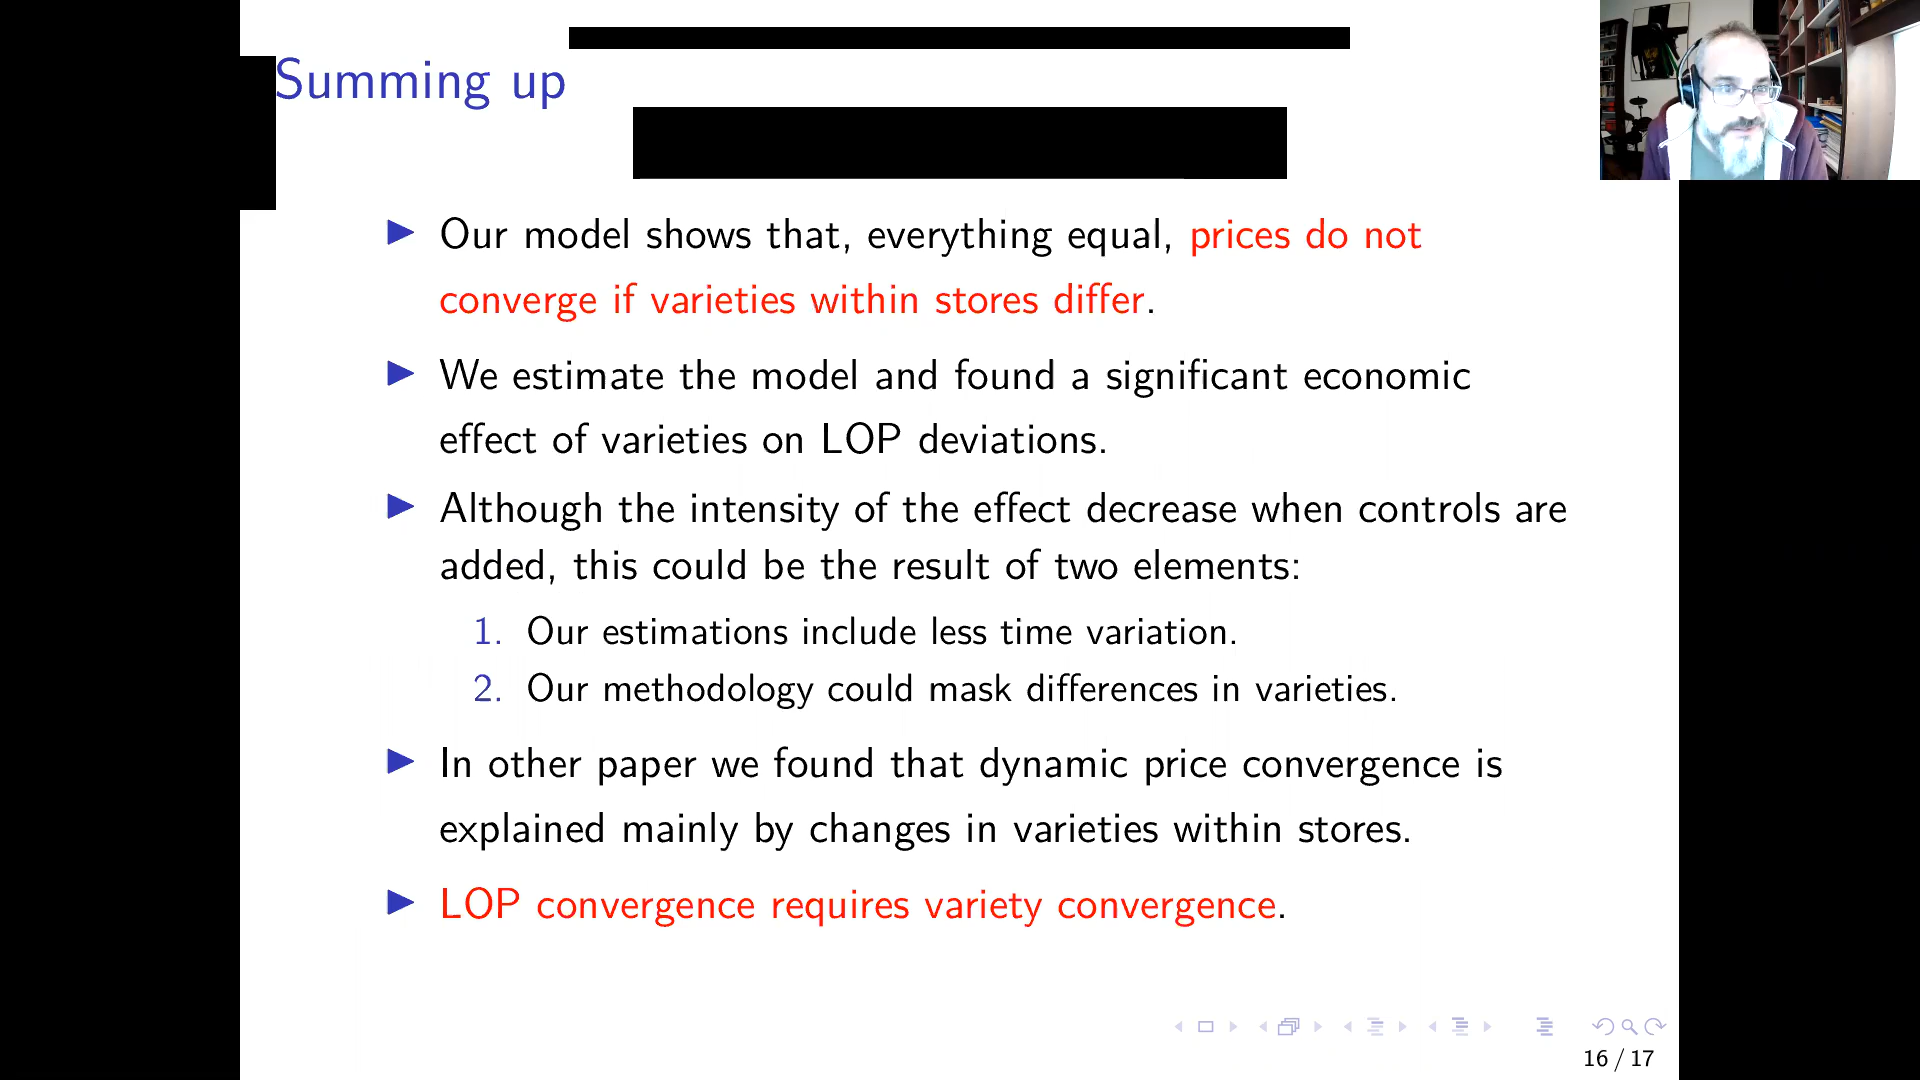 Summing up
Our model shows that, everything equal, prices do not
converge if varieties within stores differ.
We estimate the model and found a significant economic
effect of varieties on LOP deviations.
Although the intensity of the effect decrease when controls are
added, this could be the result of two elements:
1. Our estimations include less time variation.
2. Our methodology could mask differences in varieties.
In other paper we found that dynamic price convergence is
explained mainly by changes in varieties within stores.
LOP convergence requires variety convergence.
16 / 17